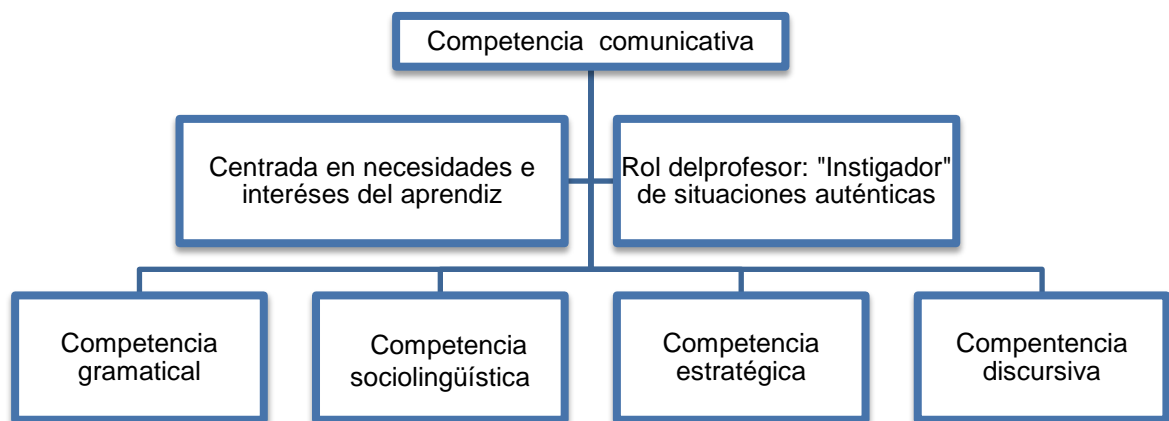 Competencia comunicativa
Centrada en necesidades e
interéses del aprendiz
Rol delprofesor: "Instigador"
de situaciones auténticas
Competencia
gramatical
Competencia
sociolingüística
Competencia
estratégica
Compentencia
discursiva